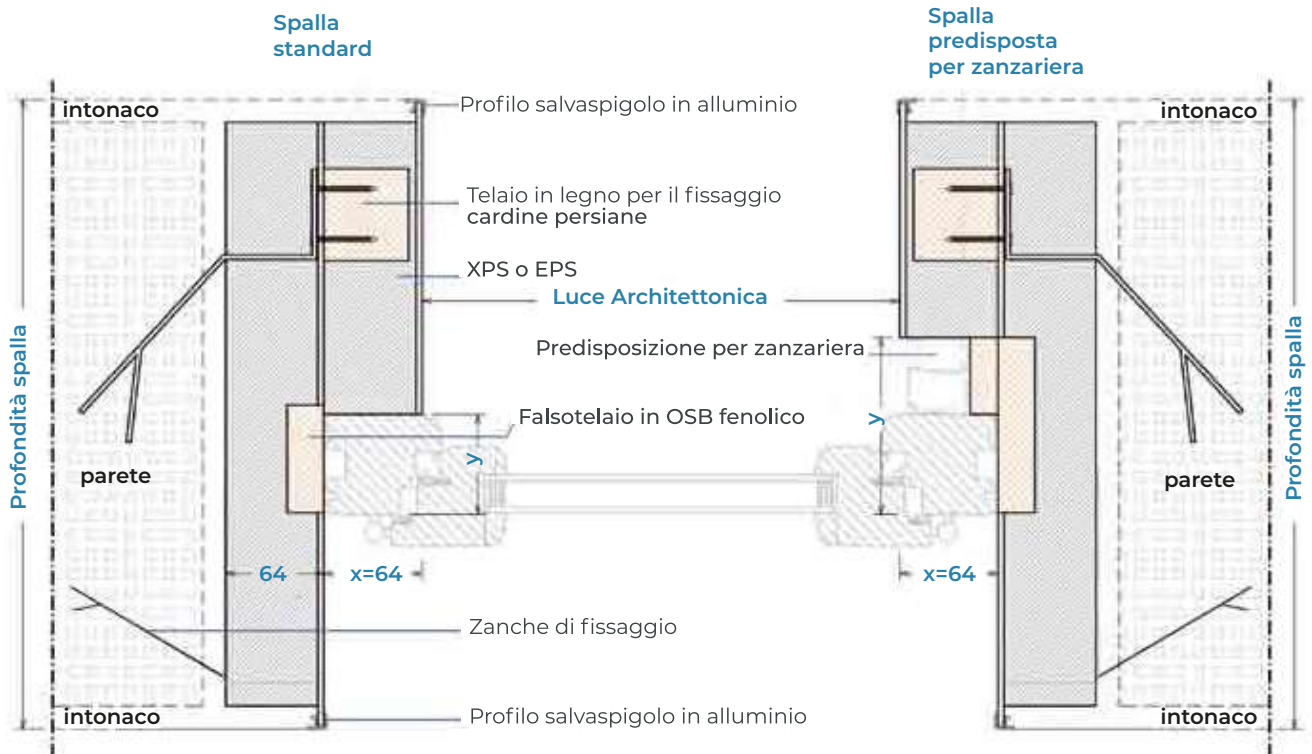 Spalla
standard
Spalla
predisposta
per zanzariera
intonaco
Profilo salvaspigolo in alluminio
intonaco
Telaio in legno per il fissaggio
cardine persiane
XPS o EPS
Luce Architettonica
Predisposizione per zanzariera
Profondità spalla
Profondità spalla
Falsotelaio in OSB fenolico
y
y
parete
parete
64
x=64
x=64
Zanche di fissaggio
intonaco
Profilo salvaspigolo in alluminio
intonaco